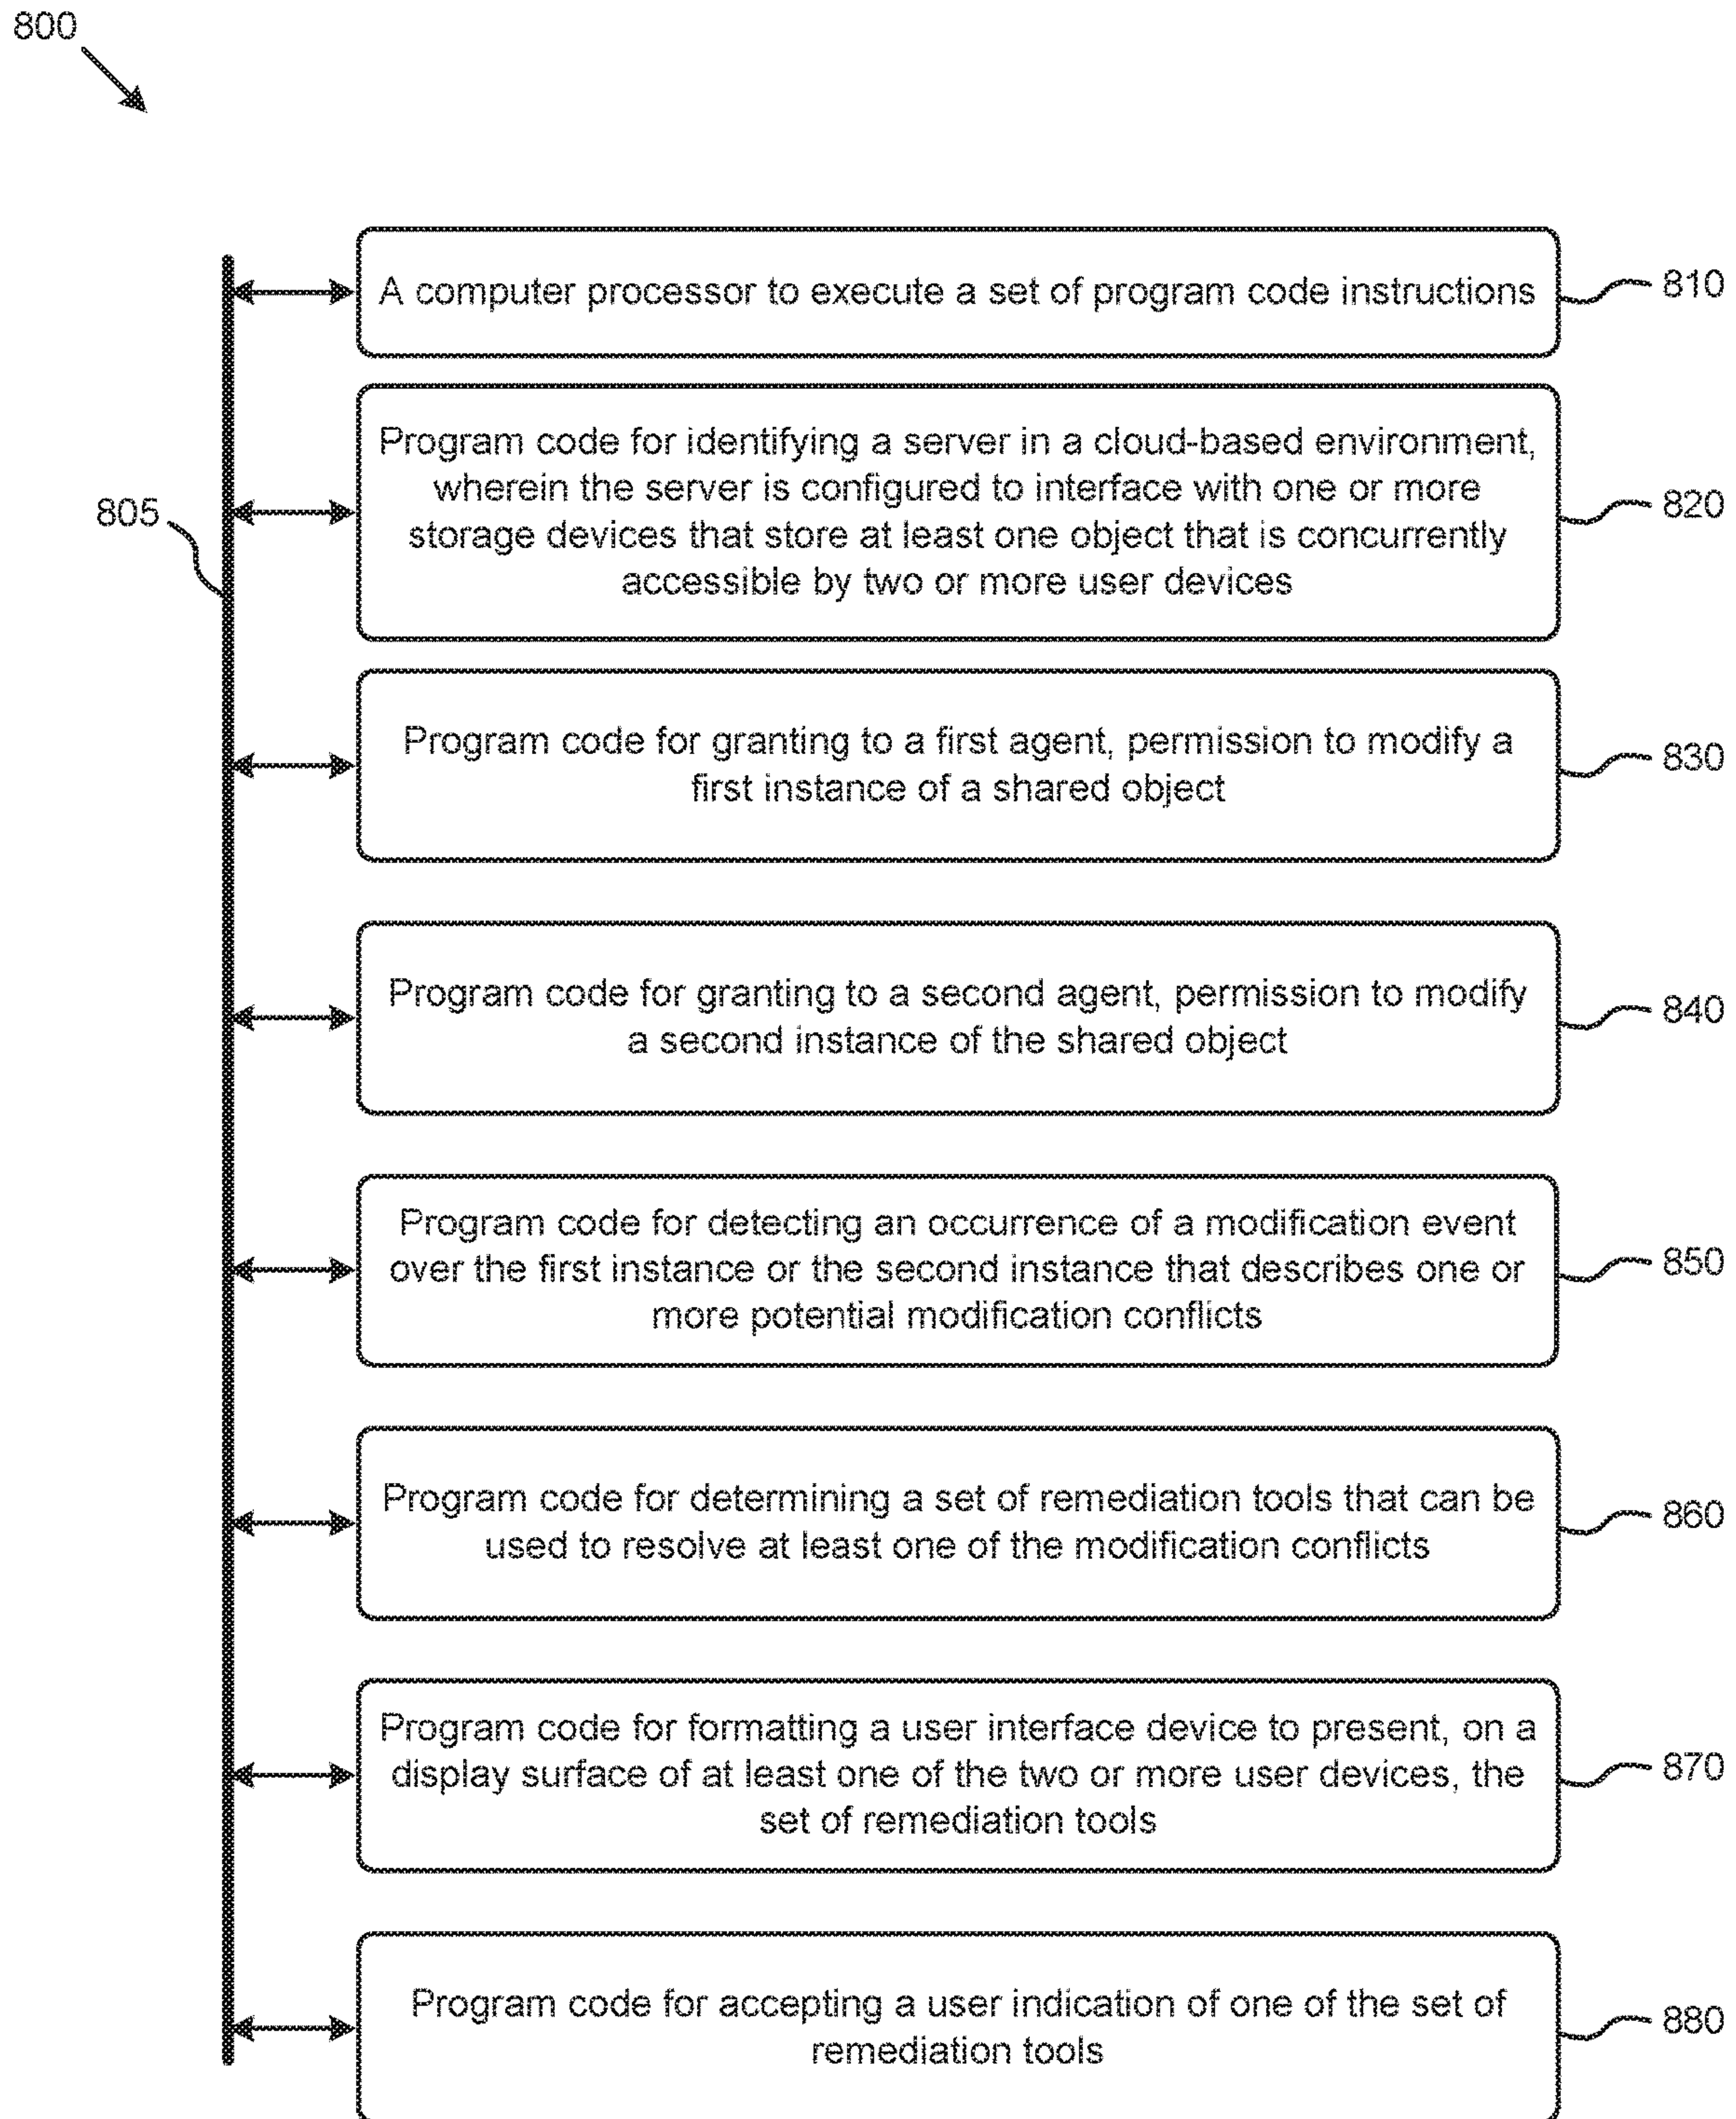 800
A computer processor to execute a set of program code instructions
810
Program code for identifying a server in a cloud-based environment,
wherein the server is configured to interface with one or more
storage devices that store at least one object that is concurrently
accessible by two or more user devices
820
805
Program code for granting to a first agent, permission to modify a
first instance of a shared object
830
Program code for granting to a second agent, permission to modify
a second instance of the shared object
840
Program code for detecting an occurrence of a modification event
over the first instance or the second instance that describes one or
more potential modification conflicts
850
Program code for determining a set of remediation tools that can be
used to resolve at least one of the modification conflicts
860
Program code for formatting a user interface device to present, on a
display surface of at least one of the two or more user devices, the
set of remediation tools
870
Program code for accepting a user indication of one of the set of
remediation tools
880